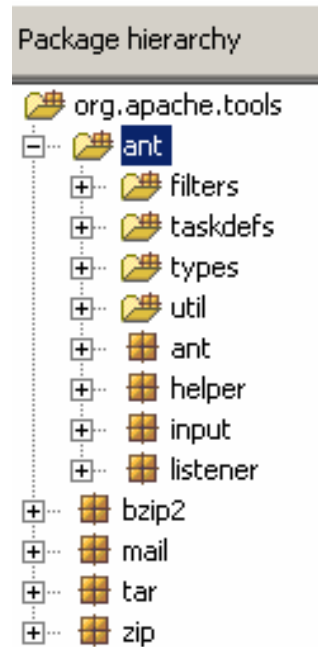 Package hierarchy
org.apache.tools
ant
filters
taskdefs
types
util
ant
helper
input
listener
bzip2
mail
tar
zip